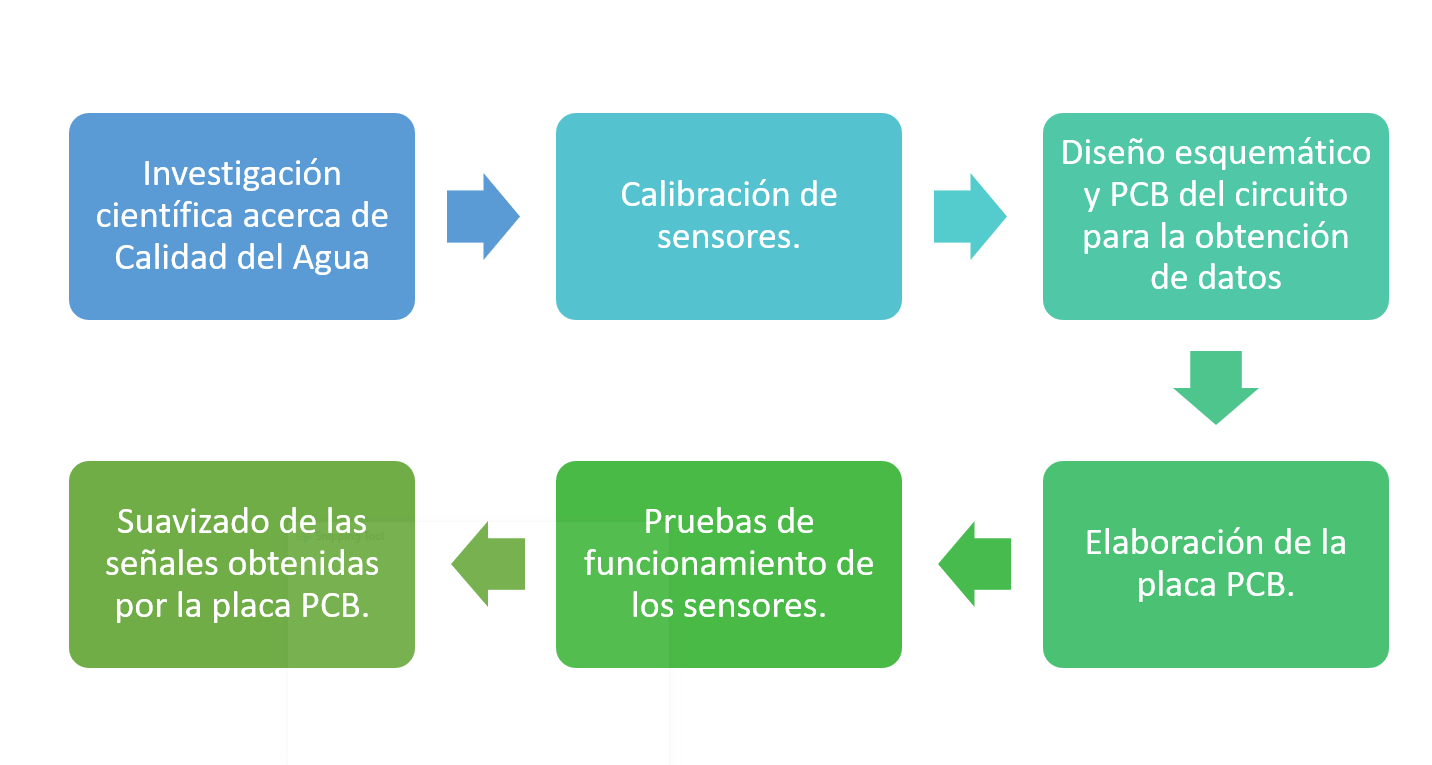 Investigación
científica acerca de
Calidad del Agua
Calibración de
sensores.
Diseño esquemático
y PCB del circuito
para la obtención
de datos
Elaboración de la
placa PCB.
Pruebas de
funcionamiento de
los sensores.
Suavizado de las
señales obtenidas
por la placa PCB.
Snipping Tool